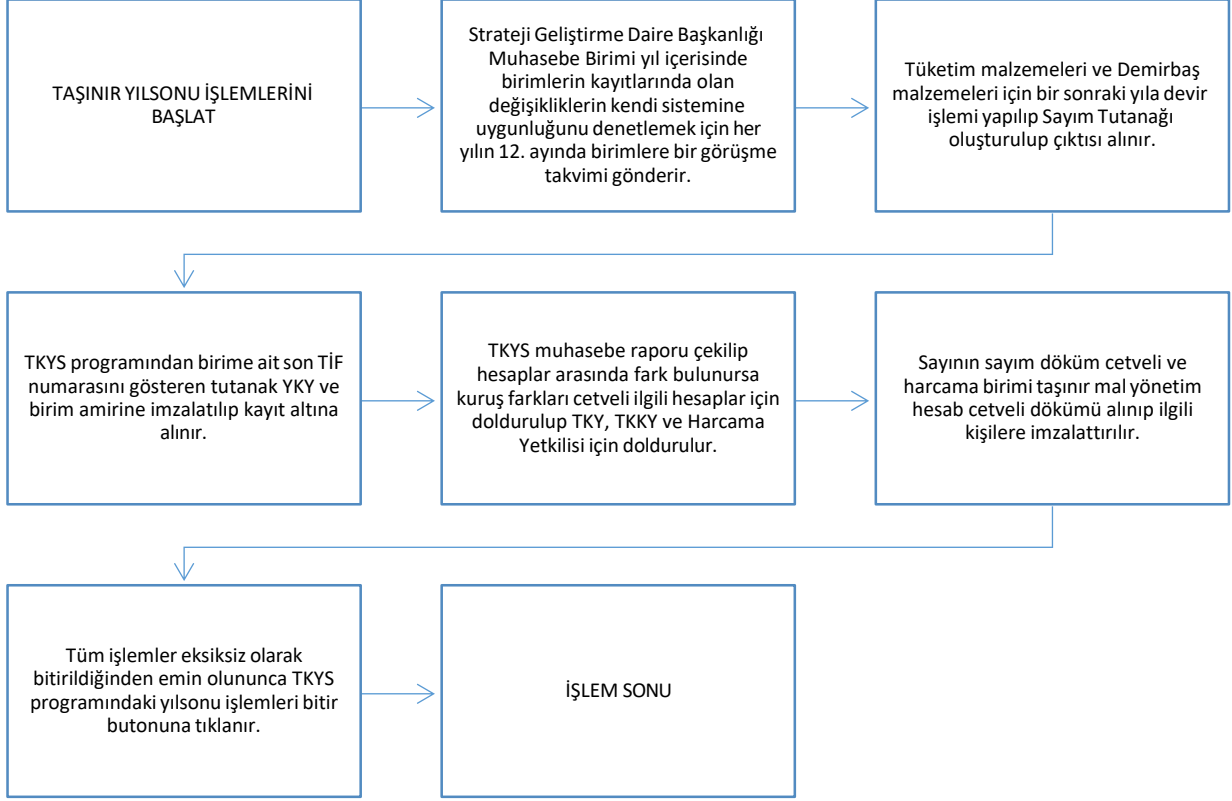 TAŞINIR YILSONU İŞLEMLERİNİ
BAŞLAT
Strateji Geliştirme Daire Başkanlığı
Muhasebe Birimi yıl içerisinde
birimlerin kayıtlarında olan
değişikliklerin kendi sistemine
uygunluğunu denetlemek için her
yılın 12. ayında birimlere bir görüşme
takvimi gönderir.
Tüketim malzemeleri ve Demirbaş
malzemeleri için bir sonraki yıla devir
işlemi yapılıp Sayım Tutanağı
oluşturulup çıktısı alınır.
TKYS programından birime ait son TİF
numarasını gösteren tutanak YKY ve
birim amirine imzalatılıp kayıt altına
alınır.
TKYS muhasebe raporu çekilip
hesaplar arasında fark bulunursa
kuruş farkları cetveli ilgili hesaplar için
doldurulup TKY, TKKY ve Harcama
Yetkilisi için doldurulur.
Sayının sayım döküm cetveli ve
harcama birimi taşınır mal yönetim
hesab cetveli dökümü alınıp ilgili
kişilere imzalattırılır.
Tüm işlemler eksiksiz olarak
bitirildiğinden emin olununca TKYS
programındaki yılsonu işlemleri bitir
butonuna tıklanır.
İŞLEM SONU